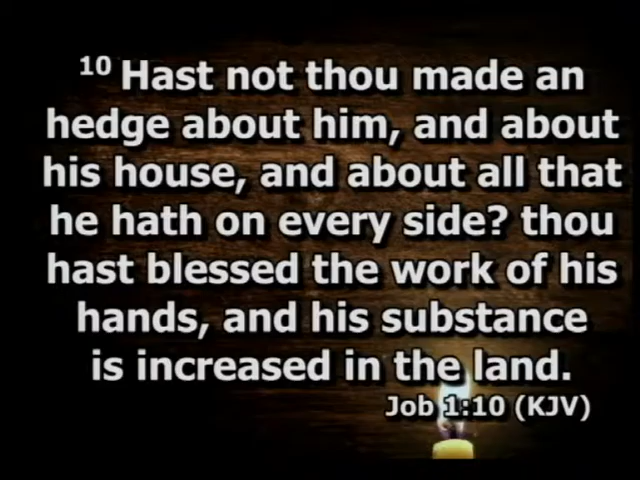 10 Hast not thou made an
hedge about him, and about
his house, and about all that
he hath on every side? thou
hast blessed the work of his
hands, and his substance
is increased in the land.
Job 1:10 (KJV)